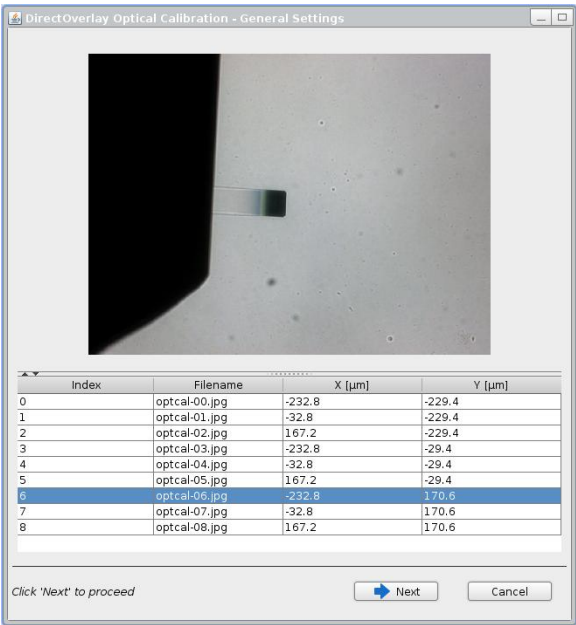 DirectOverlay Optical Calibration - General Settings
Index Filename X [µm] Y [µm]
0 optcal-00.jpg -232.8 -229.4
1 optcal-01.jpg -32.8 -229.4
2 optcal-02.jpg 167.2 -229.4
3 optcal-03.jpg -232.8 -29.4
4 optcal-04.jpg -32.8 -29.4
5 optcal-05.jpg 167.2 -29.4
6 optcal-06.jpg -232.8 170.6
7 optcal-07.jpg -32.8 170.6
8 optcal-08.jpg 167.2 170.6
Click 'Next' to proceed Next Cancel